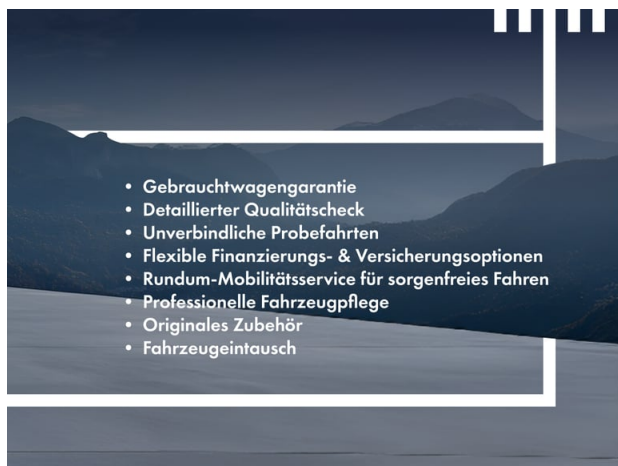 • Gebrauchtwagengarantie
• Detaillierter Qualitätscheck
• Unverbindliche Probefahrten
• Flexible Finanzierungs- & Versicherungsoptionen
• Rundum-Mobilitätsservice für sorgenfreies Fahren
• Professionelle Fahrzeugpflege
• Originales Zubehör
• Fahrzeugeintausch